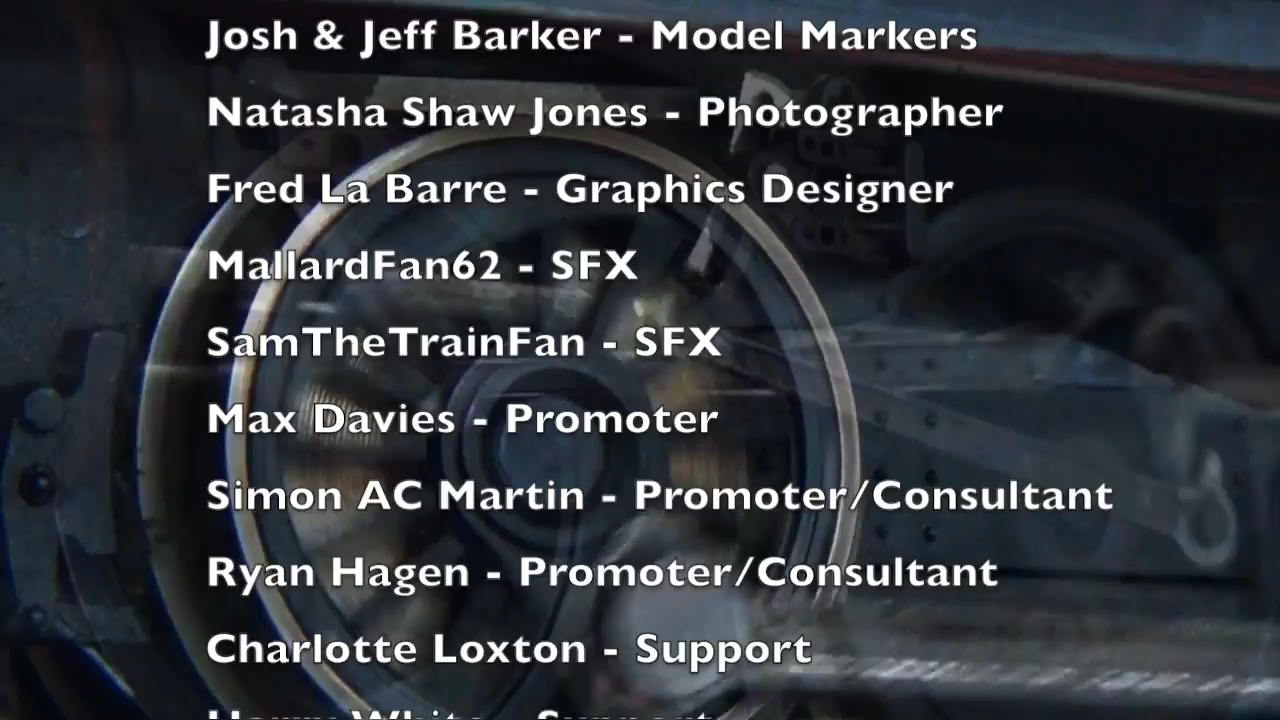 Josh & Jeff Barker - Model Markers
Natasha Shaw Jones - Photographer
Fred La Barre - Graphics Designer
MallardFan62 - SFX
SamTheTrainFan - SFX
Max Davies - Promoter
Simon AC Martin - Promoter/Consultant
Ryan Hagen - Promoter/Consultant
Charlotte Loxton - Support